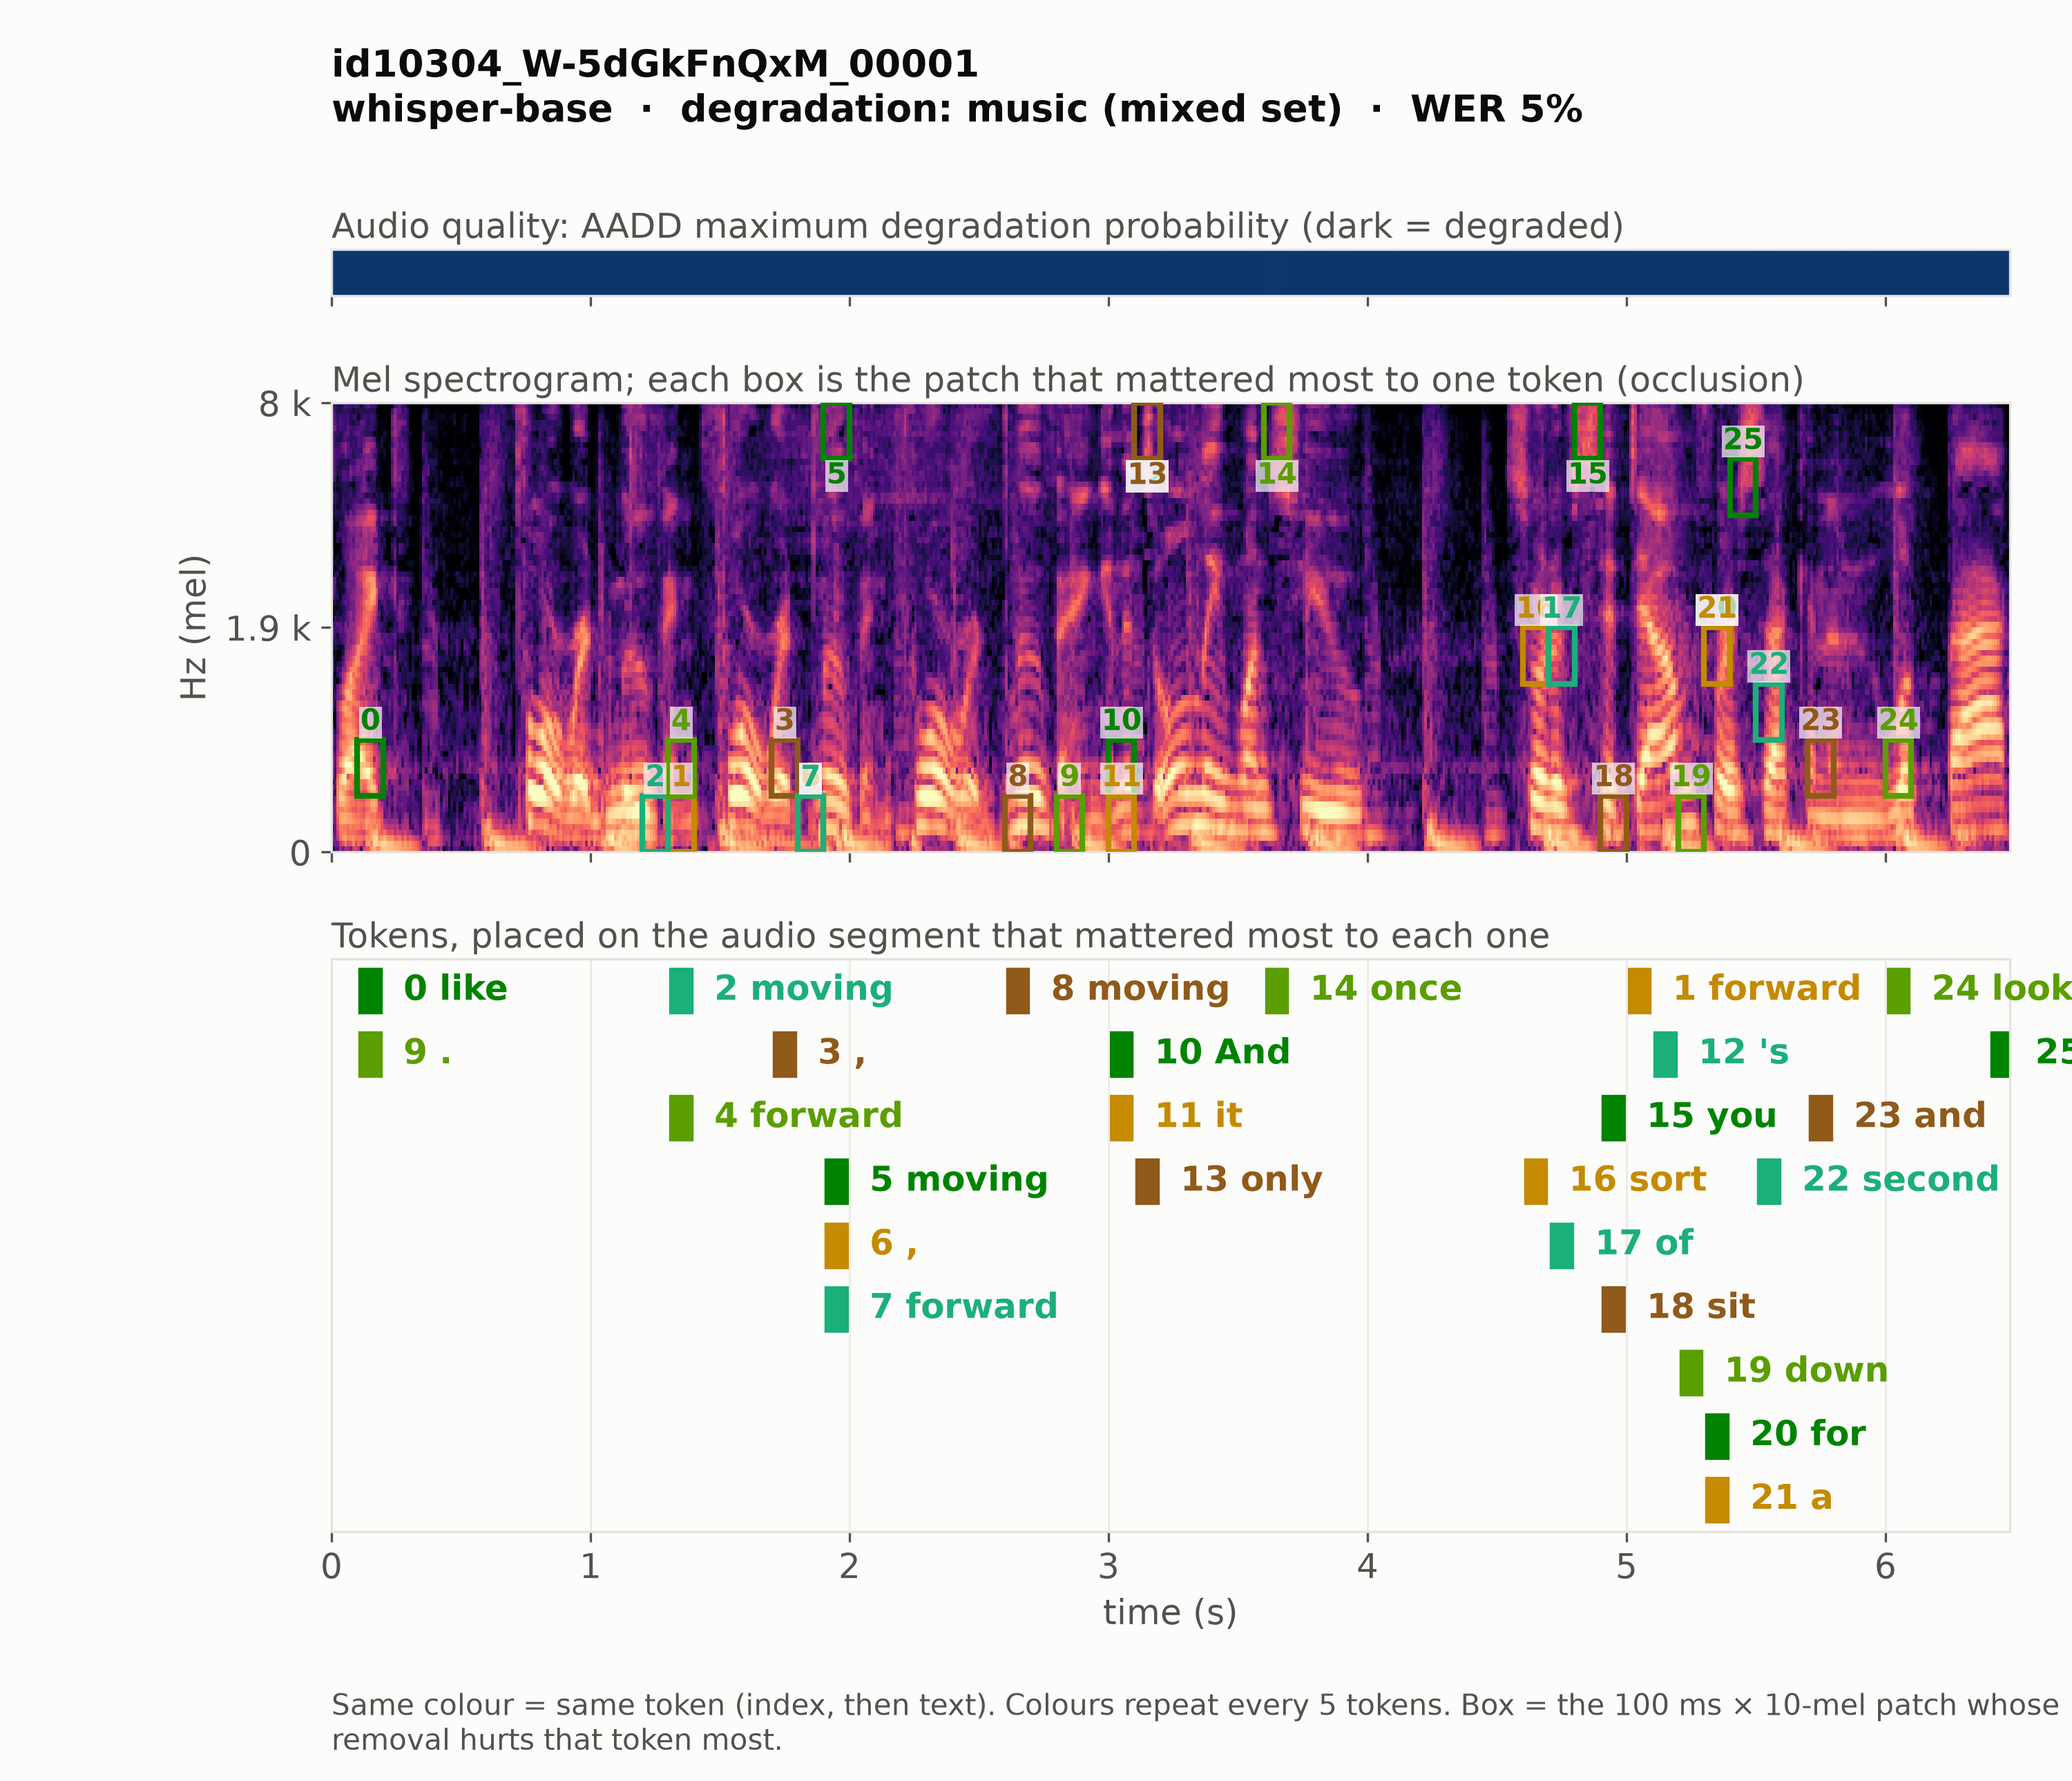 id10304_W-5dGkFnQxM_00001
whisper-base · degradation: music (mixed set) · WER 5%
Audio quality: AADD maximum degradation probability (dark = degraded)
Mel spectrogram; each box is the patch that mattered most to one token (occlusion)
8 k
1.9 k
0
Hz (mel)
5
13
14
15
25
17
21
22
0
4
3
10
23
24
2
1
7
8
9
11
18
19
Tokens, placed on the audio segment that mattered most to each one
0 like
2 moving
8 moving
14 once
1 forward
24 look
9 .
3 ,
10 And
12 's
25
4 forward
11 it
15 you
23 and
5 moving
13 only
16 sort
22 second
6 ,
17 of
7 forward
18 sit
19 down
20 for
21 a
0 1 2 3 4 5 6
time (s)
Same colour = same token (index, then text). Colours repeat every 5 tokens. Box = the 100 ms × 10-mel patch whose
removal hurts that token most.